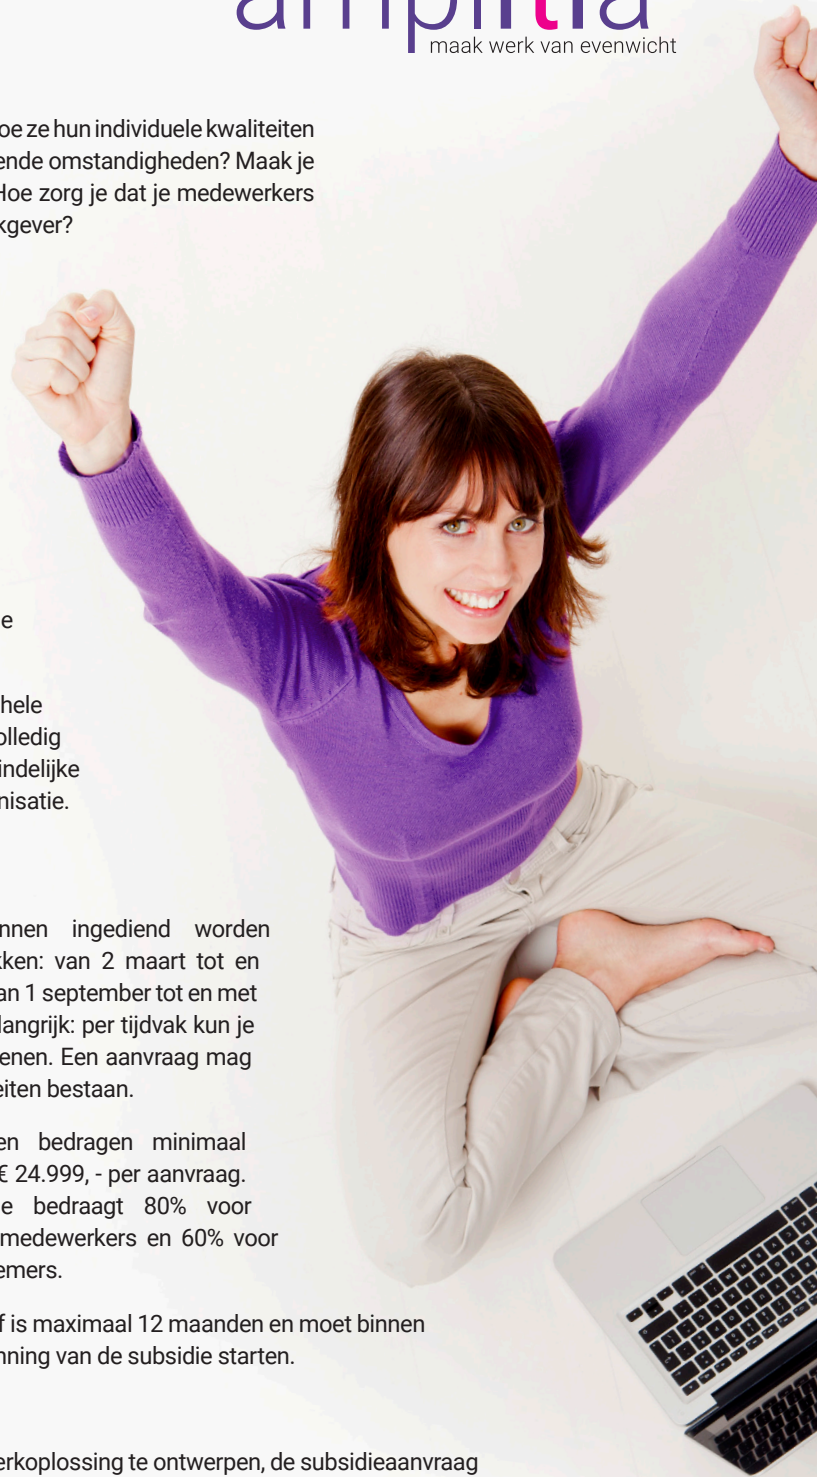 amplitia
maak werk van evenwicht
oe ze hun individuele kwaliteiten
ende omstandigheden? Maak je
Hoe zorg je dat je medewerkers
kgever?
e
hele
olledig
indelijke
nisatie.
nnen ingediend worden
kken: van 2 maart tot en
an 1 september tot en met
langrijk: per tijdvak kun je
enen. Een aanvraag mag
eiten bestaan.
en bedragen minimaal
€ 24.999, - per aanvraag.
e bedraagt 80% voor
medewerkers en 60% voor
emers.
f is maximaal 12 maanden en moet binnen
nning van de subsidie starten.
erkoplossing te ontwerpen, de subsidieaanvraag